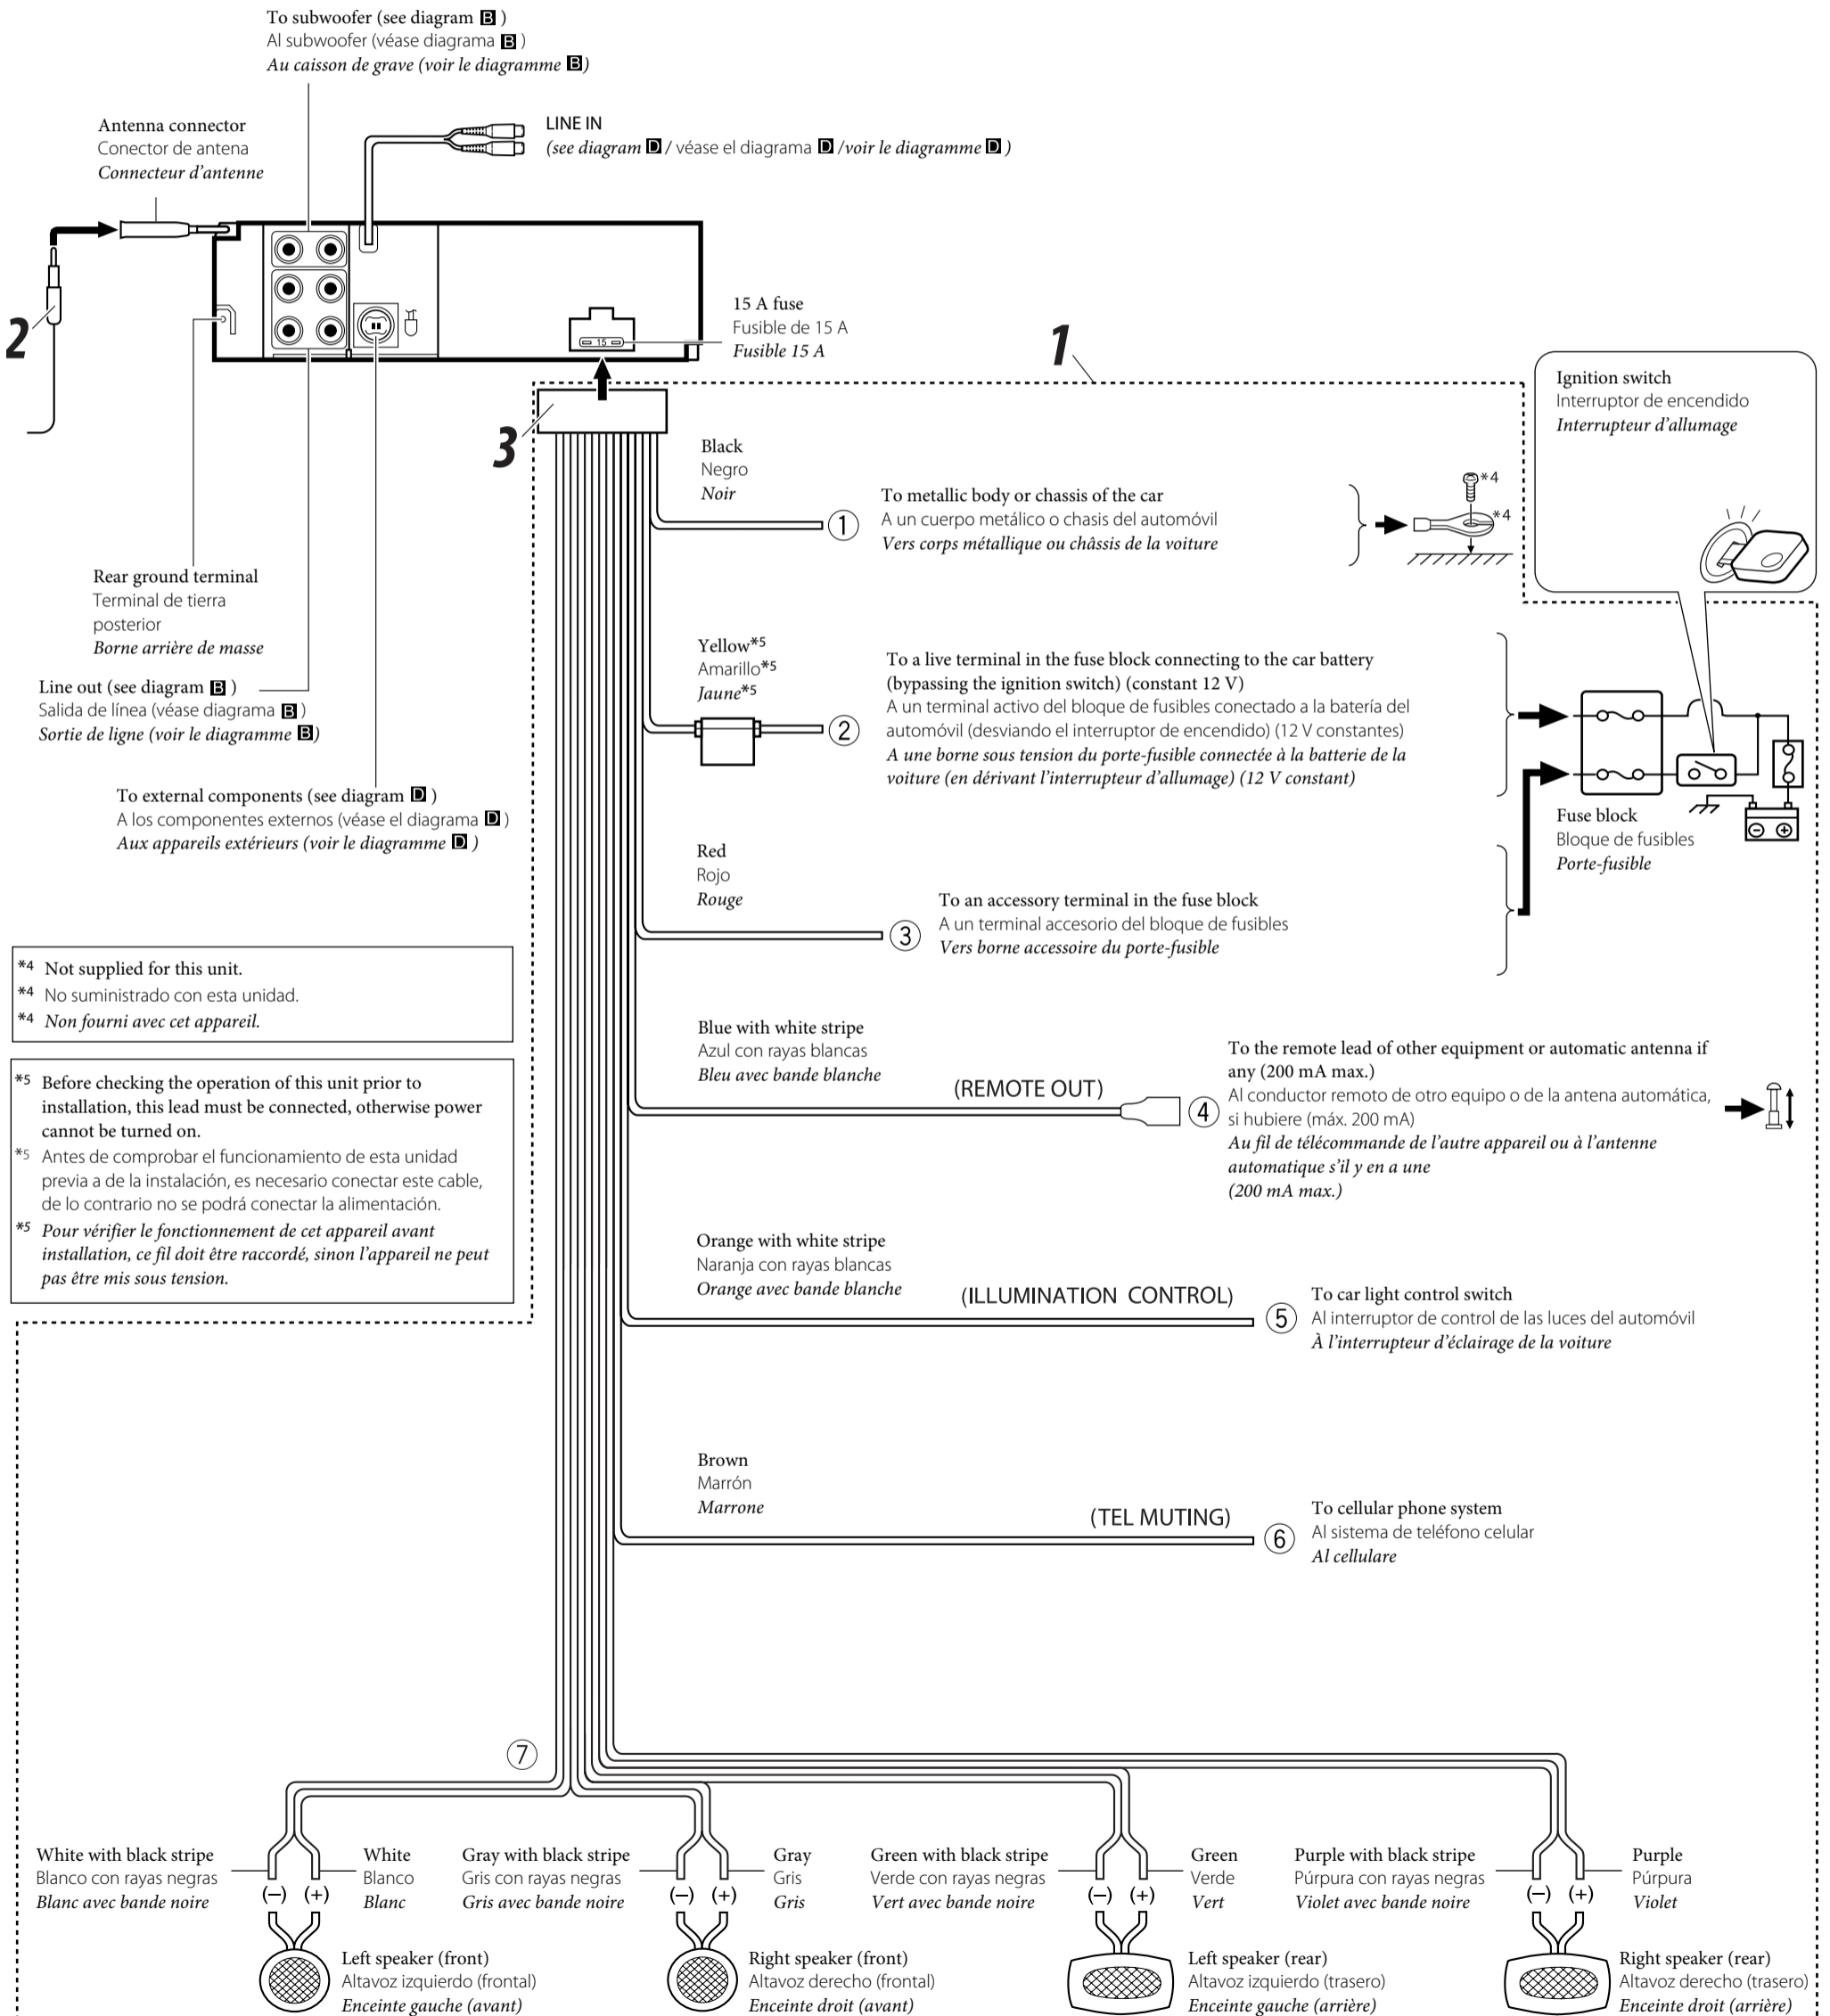 To subwoofer (see diagram B )
Al subwoofer (véase diagrama B )
Au caisson de grave (voir le diagramme B)
Antenna connector
Conector de antena
Connecteur d'antenne
LINE IN
(see diagram D / véase el diagrama D /voir le diagramme D )
2
15
15 A fuse
Fusible de 15 A
Fusible 15 A
1
Ignition switch
Interruptor de encendido
Interrupteur d'allumage
3
Black
Negro
Noir
1
To metallic body or chassis of the car
A un cuerpo metálico o chasis del automóvil
Vers corps métallique ou châssis de la voiture
*4
*4
Rear ground terminal
Terminal de tierra
posterior
Borne arrière de masse
Line out (see diagram B )
Salida de línea (véase diagrama B )
Sortie de ligne (voir le diagramme B)
To external components (see diagram D )
A los componentes externos (véase el diagrama D )
Aux appareils extérieurs (voir le diagramme D )
Yellow*5
Amarillo*5
Jaune*5
2
To a live terminal in the fuse block connecting to the car battery
(bypassing the ignition switch) (constant 12 V)
A un terminal activo del bloque de fusibles conectado a la batería del
automóvil (desviando el interruptor de encendido) (12 V constantes)
A une borne sous tension du porte-fusible connectée à la batterie de la
voiture (en dérivant l'interrupteur d'allumage) (12 V constant)
Fuse block
Bloque de fusibles
Porte-fusible
Red
Rojo
Rouge
3
To an accessory terminal in the fuse block
A un terminal accesorio del bloque de fusibles
Vers borne accessoire du porte-fusible
*4 Not supplied for this unit.
*4 No suministrado con esta unidad.
*4 Non fourni avec cet appareil.
*5 Before checking the operation of this unit prior to
installation, this lead must be connected, otherwise power
cannot be turned on.
*5 Antes de comprobar el funcionamiento de esta unidad
previa a de la instalación, es necesario conectar este cable,
de lo contrario no se podrá conectar la alimentación.
*5 Pour vérifier le fonctionnement de cet appareil avant
installation, ce fil doit être raccordé, sinon l'appareil ne peut
pas être mis sous tension.
Blue with white stripe
Azul con rayas blancas
Bleu avec bande blanche
(REMOTE OUT)
4
To the remote lead of other equipment or automatic antenna if
any (200 mA max.)
Al conductor remoto de otro equipo o de la antena automática,
si hubiere (máx. 200 mA)
Au fil de télécommande de l'autre appareil ou à l'antenne
automatique s'il y en a une
(200 mA max.)
Orange with white stripe
Naranja con rayas blancas
Orange avec bande blanche
(ILLUMINATION CONTROL)
5
To car light control switch
Al interruptor de control de las luces del automóvil
À l'interrupteur d'éclairage de la voiture
Brown
Marrón
Marrone
(TEL MUTING)
6
To cellular phone system
Al sistema de teléfono celular
Al cellulare
7
White with black stripe
Blanco con rayas negras
Blanc avec bande noire
(–) (+)
White
Blanco
Blanc
Left speaker (front)
Altavoz izquierdo (frontal)
Enceinte gauche (avant)
Gray with black stripe
Gris con rayas negras
Gris avec bande noire
(–) (+)
Gray
Gris
Gris
Right speaker (front)
Altavoz derecho (frontal)
Enceinte droit (avant)
Green with black stripe
Verde con rayas negras
Vert avec bande noire
(–) (+)
Green
Verde
Vert
Left speaker (rear)
Altavoz izquierdo (trasero)
Enceinte gauche (arrière)
Purple with black stripe
Púrpura con rayas negras
Violet avec bande noire
(–) (+)
Purple
Púrpura
Violet
Right speaker (rear)
Altavoz derecho (trasero)
Enceinte droit (arrière)